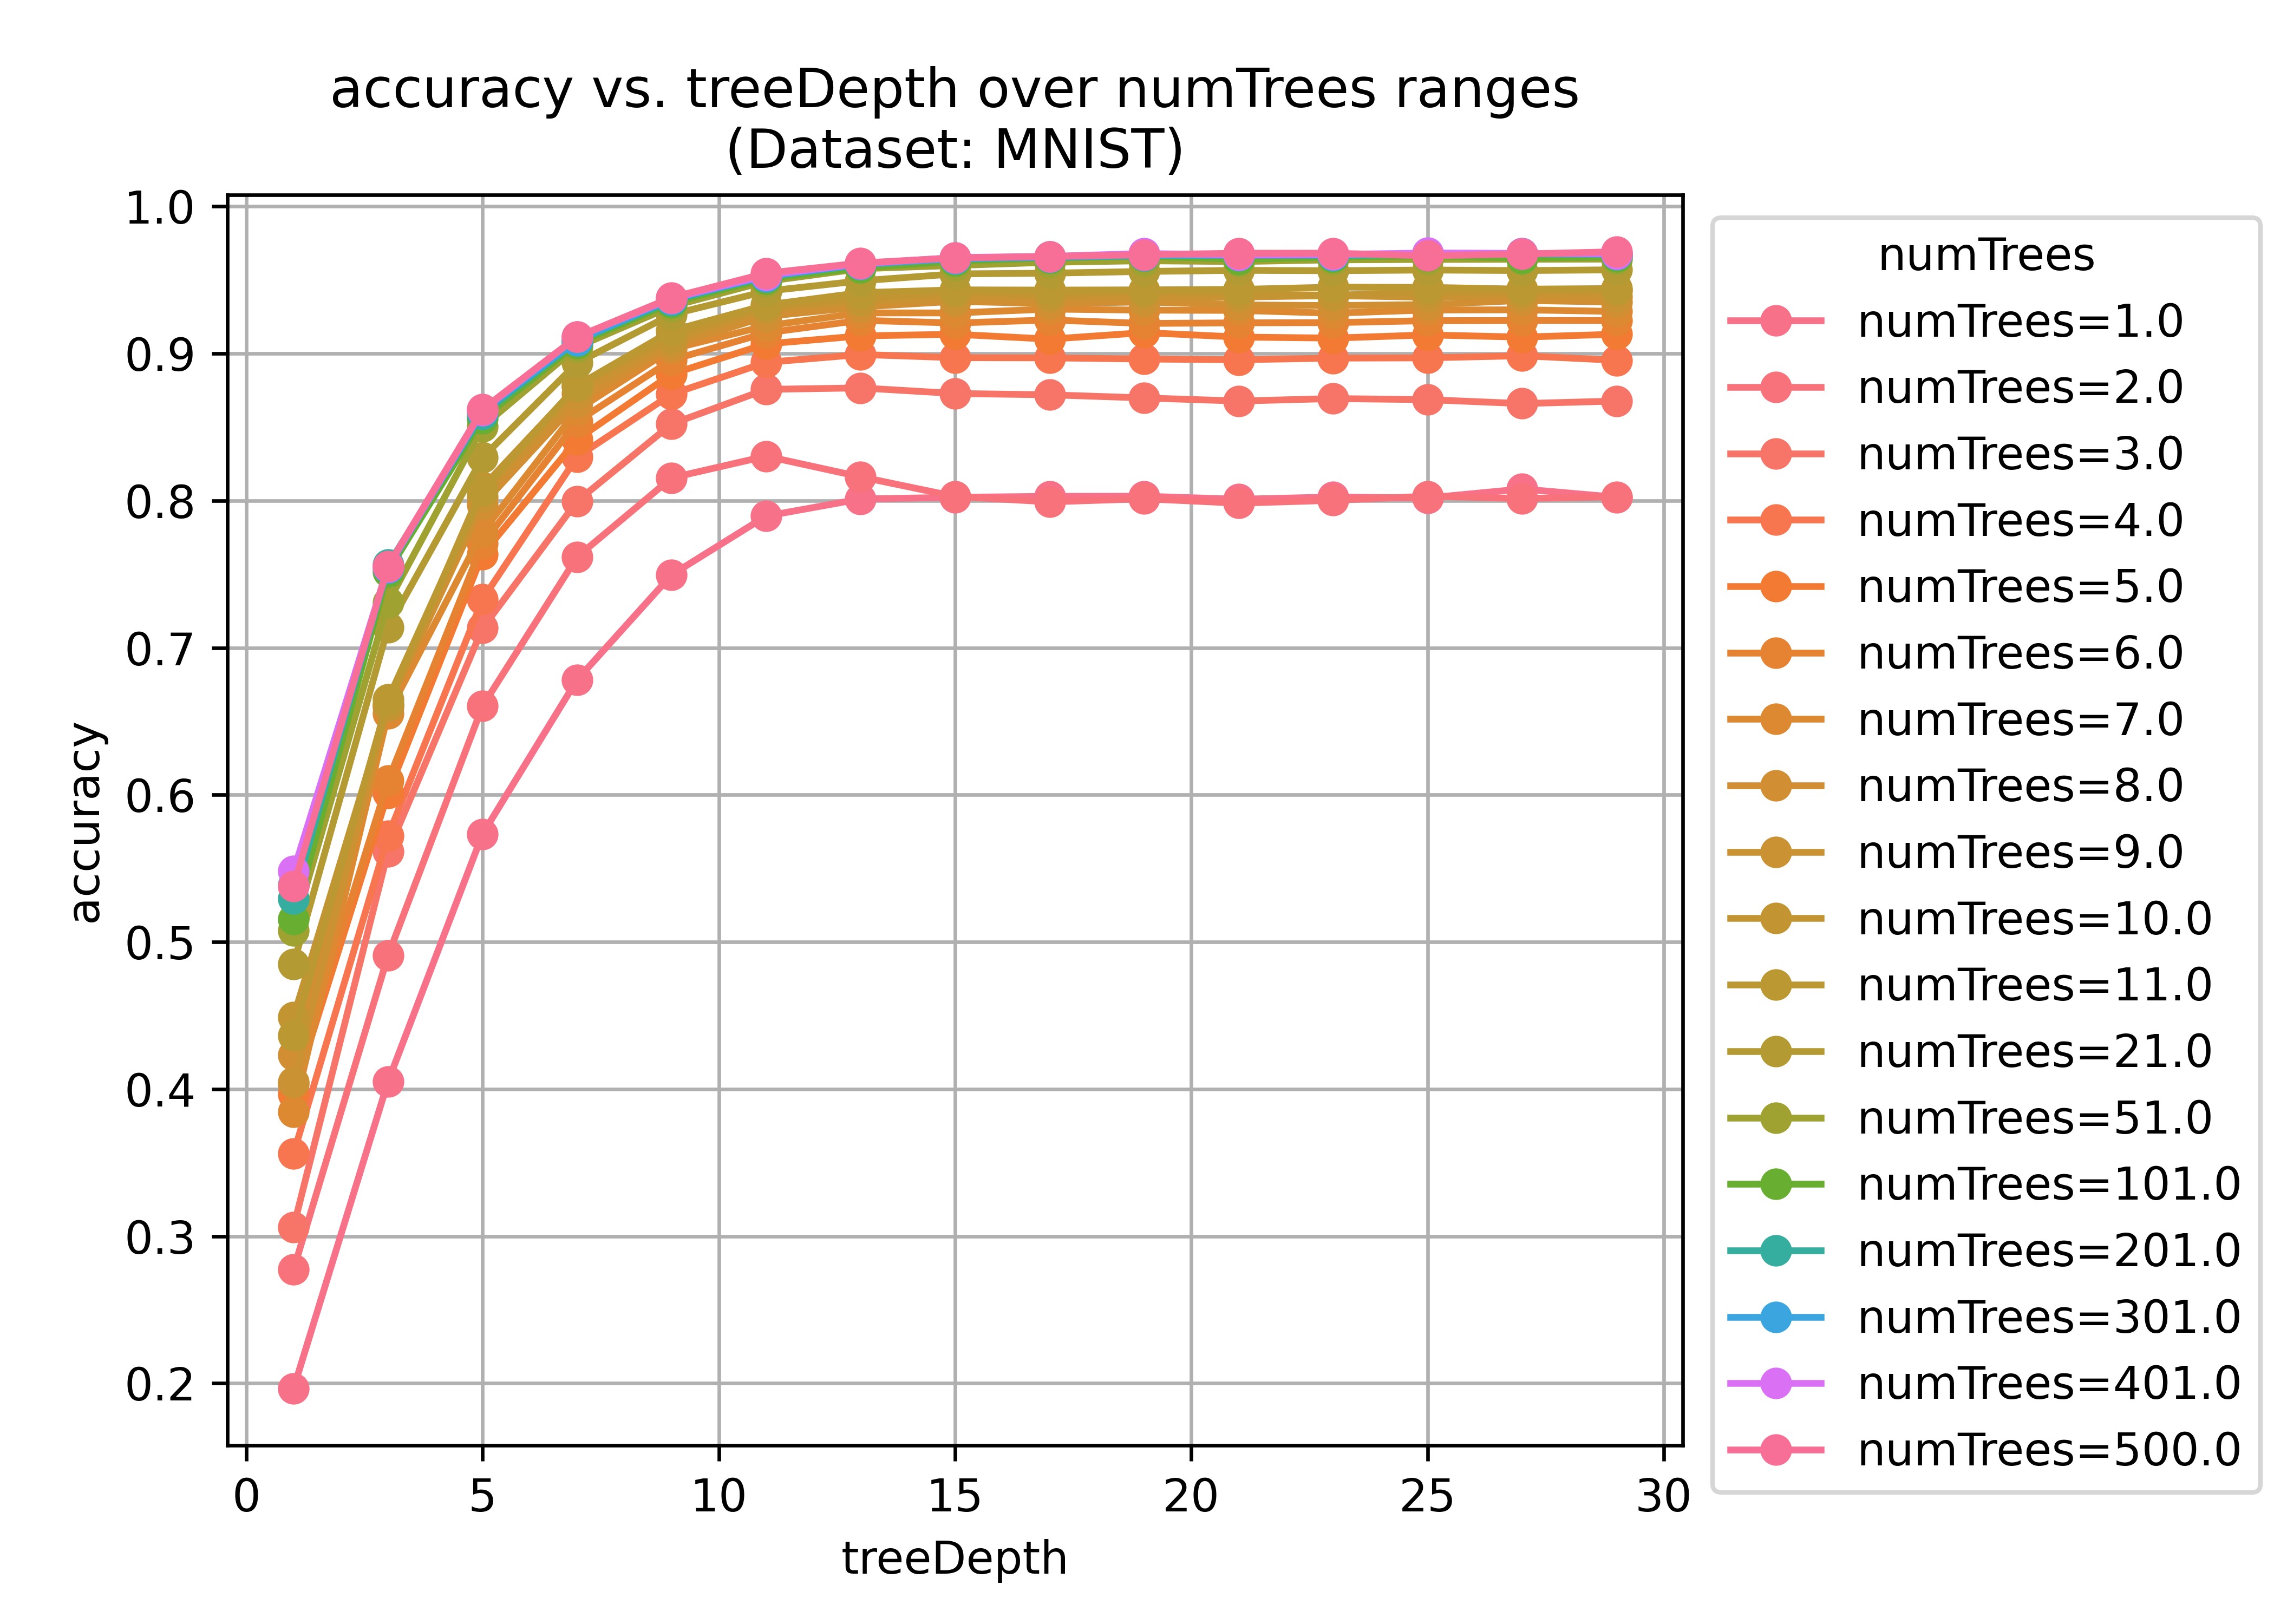 accuracy vs. treeDepth over numTrees ranges
(Dataset: MNIST)
1.0
0.9
0.8
0.7
0.6
0.5
0.4
0.3
0.2
accuracy
0 5 10 15 20 25 30
treeDepth
numTrees
numTrees=1.0
numTrees=2.0
numTrees=3.0
numTrees=4.0
numTrees=5.0
numTrees=6.0
numTrees=7.0
numTrees=8.0
numTrees=9.0
numTrees=10.0
numTrees=11.0
numTrees=21.0
numTrees=51.0
numTrees=101.0
numTrees=201.0
numTrees=301.0
numTrees=401.0
numTrees=500.0